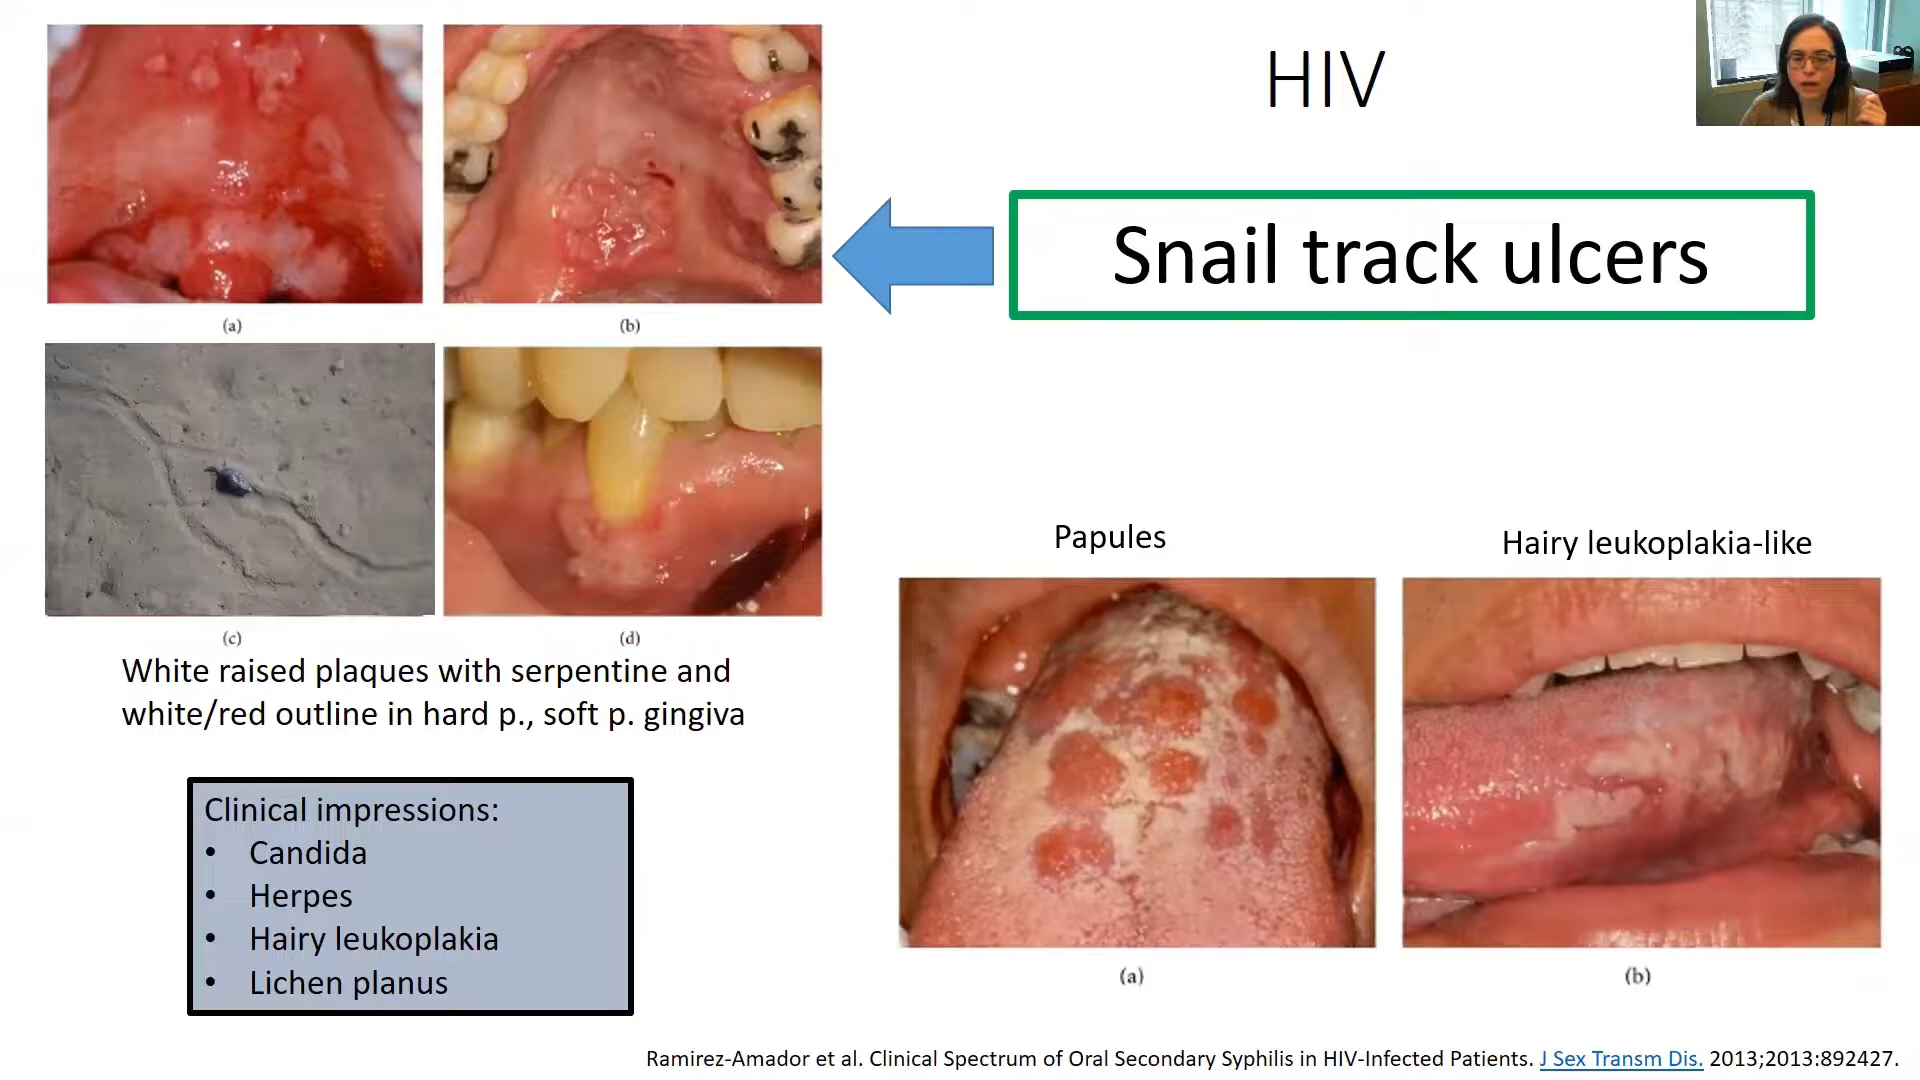 HIV
Snail track ulcers
(a)
(b)
(c)
(d)
White raised plaques with serpentine and
white/red outline in hard p., soft p. gingiva
Clinical impressions:
• Candida
• Herpes
• Hairy leukoplakia
• Lichen planus
Papules
Hairy leukoplakia-like
(a)
(b)
Ramirez-Amador et al. Clinical Spectrum of Oral Secondary Syphilis in HIV-Infected Patients. J Sex Transm Dis. 2013;2013:892427.